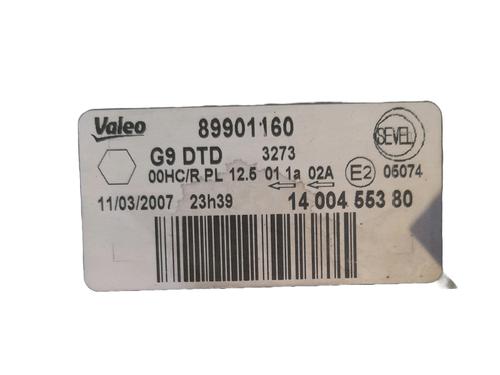 Valeo 89901160 SEVEL
G9 DTD 3273
00HC/R PL 12.5 01 1a 02A E2 05074
11/03/2007 23h39 14 004 553 80